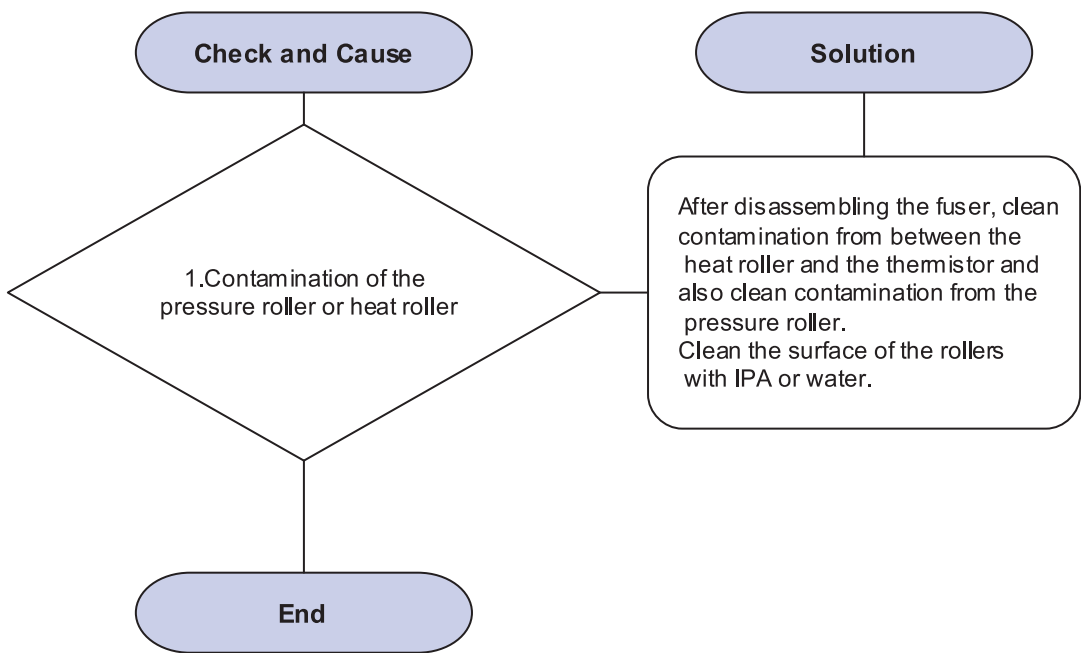 Check and Cause
Solution
1.Contamination of the
pressure roller or heat roller
After disassembling the fuser, clean
contamination from between the
heat roller and the thermistor and
also clean contamination from the
pressure roller.
Clean the surface of the rollers
with IPA or water.
End